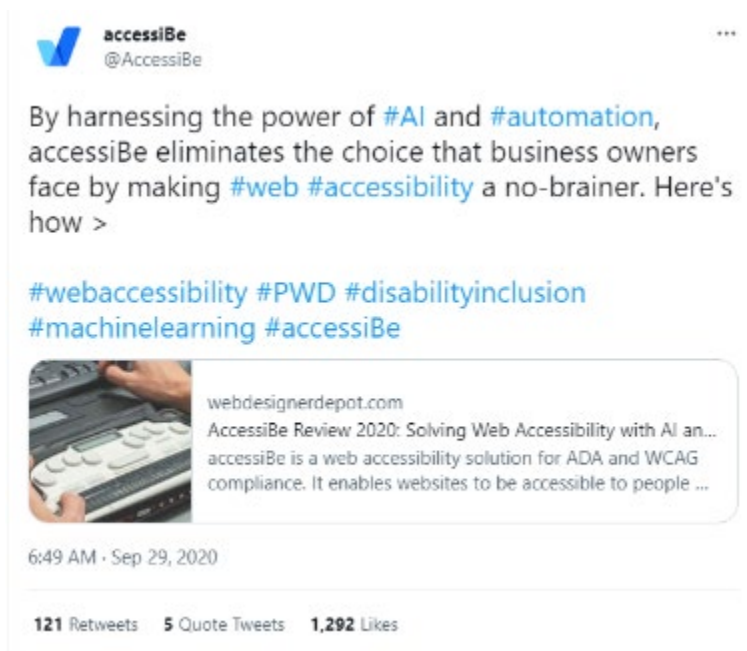 accessiBe
@AccessiBe
By harnessing the power of #AI and #automation,
accessiBe eliminates the choice that business owners
face by making #web #accessibility a no-brainer. Here's
how >
#webaccessibility #PWD #disabilityinclusion
#machinelearning #accessiBe
webdesignerdepot.com
AccessiBe Review 2020: Solving Web Accessibility with AI an...
accessiBe is a web accessibility solution for ADA and WCAG
compliance. It enables websites to be accessible to people ...
6:49 AM · Sep 29, 2020
121 Retweets 5 Quote Tweets 1,292 Likes